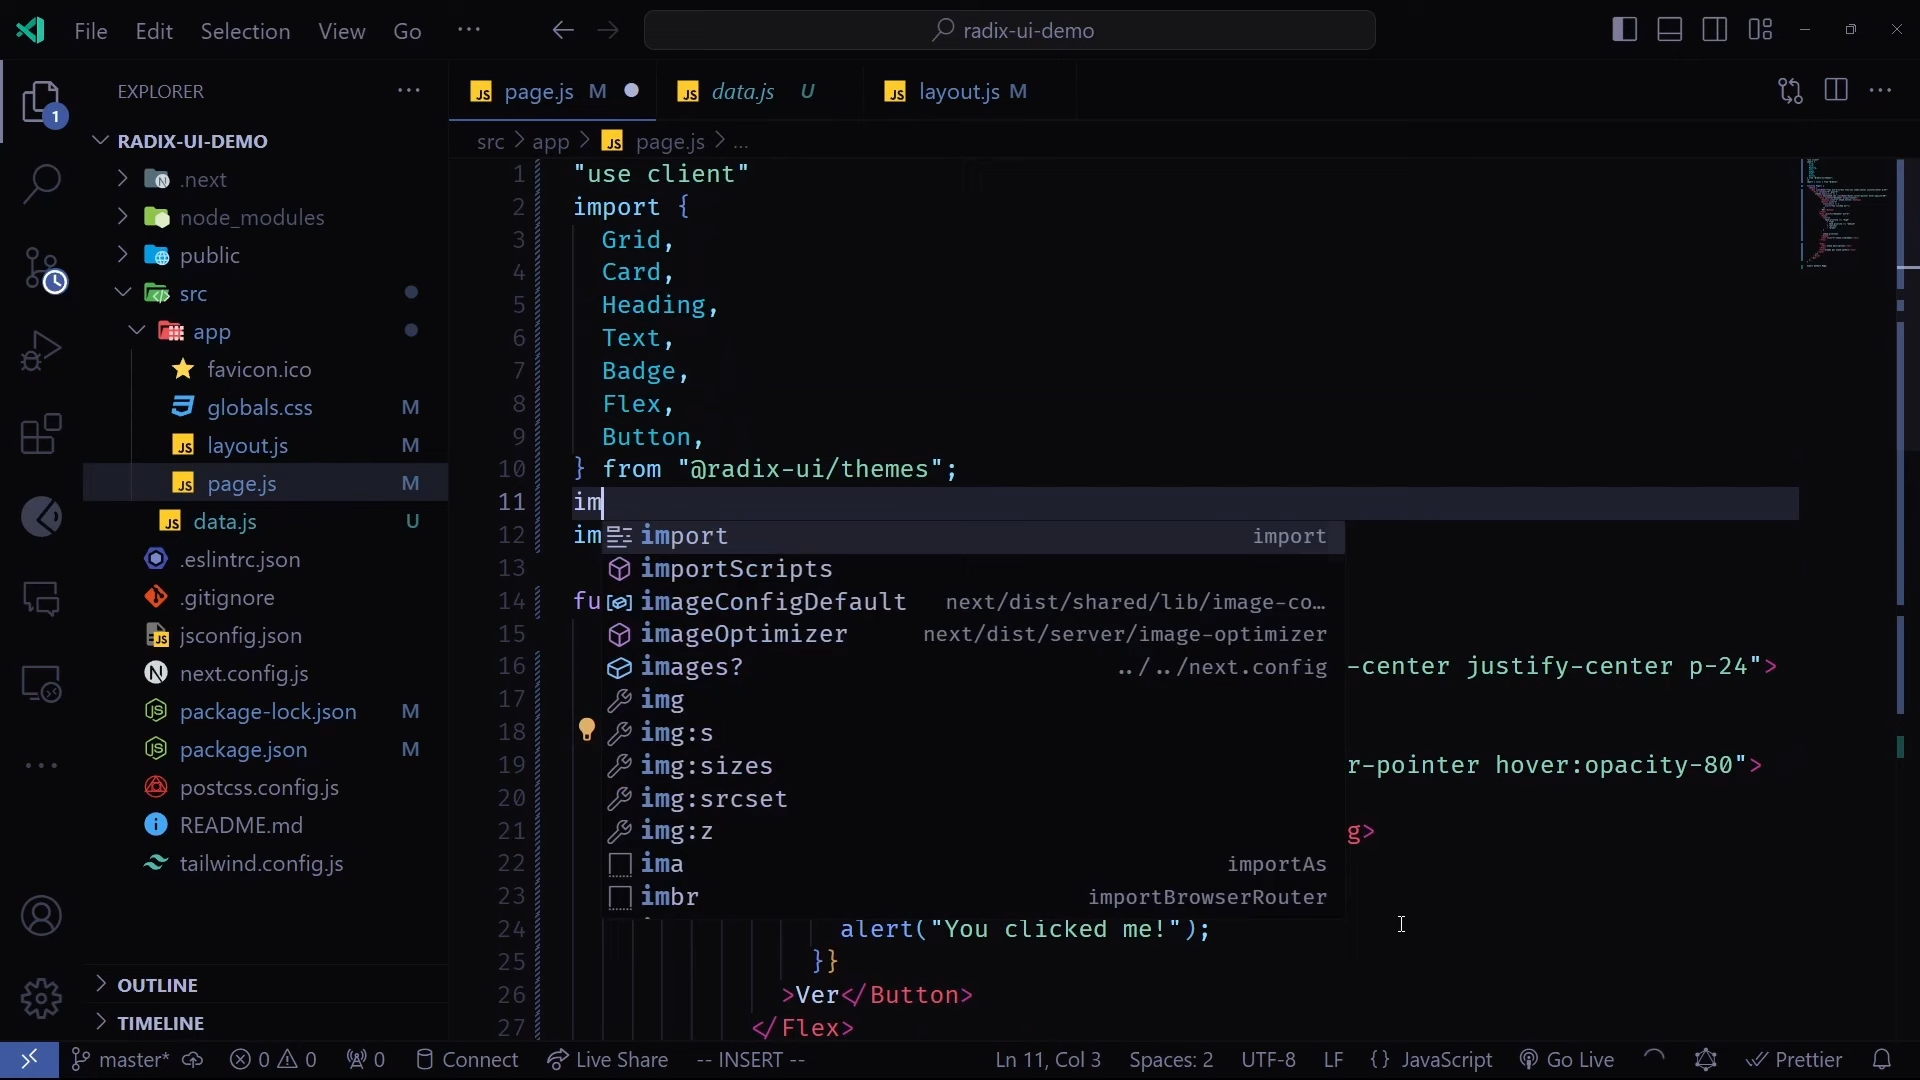 File Edit Selection View Go ··· radix-ui-demo
EXPLORER ···
page.js M data.js U layout.js M
1
RADIX-UI-DEMO
src > app > page.js > ...
.next
node_modules
public
src
app
favicon.ico
globals.css M
layout.js M
page.js M
data.js U
.eslintrc.json
.gitignore
jsconfig.json
next.config.js
package-lock.json M
package.json M
postcss.config.js
README.md
tailwind.config.js
OUTLINE
TIMELINE
1 "use client"
2 import {
3 Grid,
4 Card,
5 Heading,
6 Text,
7 Badge,
8 Flex,
9 Button,
10 } from "@radix-ui/themes";
11 im
12 im
13
14 fu
15
16 -center justify-center p-24">
17
18
19 r-pointer hover:opacity-80">
20
21 g>
22
23
24 alert("You clicked me!");
25 }}
26 >Ver</Button>
27 </Flex>
import import
importScripts
imageConfigDefault next/dist/shared/lib/image-co…
imageOptimizer next/dist/server/image-optimizer
images? ../../next.config
img
img:s
img:sizes
img:srcset
img:z
ima importAs
imbr importBrowserRouter
master* 0 0 0 Connect Live Share -- INSERT -- Ln 11, Col 3 Spaces: 2 UTF-8 LF {} JavaScript Go Live Prettier